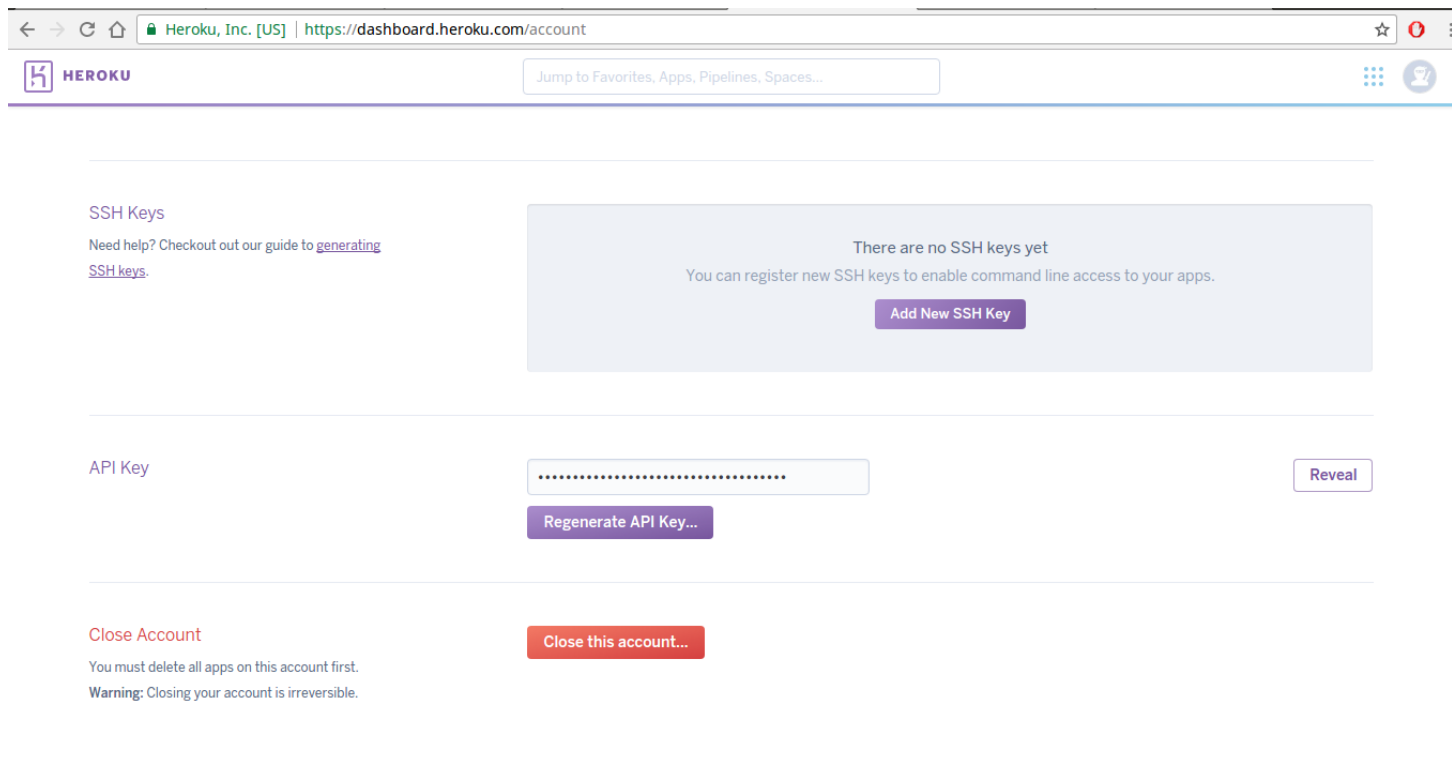 Heroku, Inc. [US] | https://dashboard.heroku.com/account
HEROKU
Jump to Favorites, Apps, Pipelines, Spaces...
SSH Keys
Need help? Checkout out our guide to generating
SSH keys.
There are no SSH keys yet
You can register new SSH keys to enable command line access to your apps.
Add New SSH Key
API Key
••••••••••••••••••••••••••••••••••••
Reveal
Regenerate API Key...
Close Account
You must delete all apps on this account first.
Warning: Closing your account is irreversible.
Close this account...